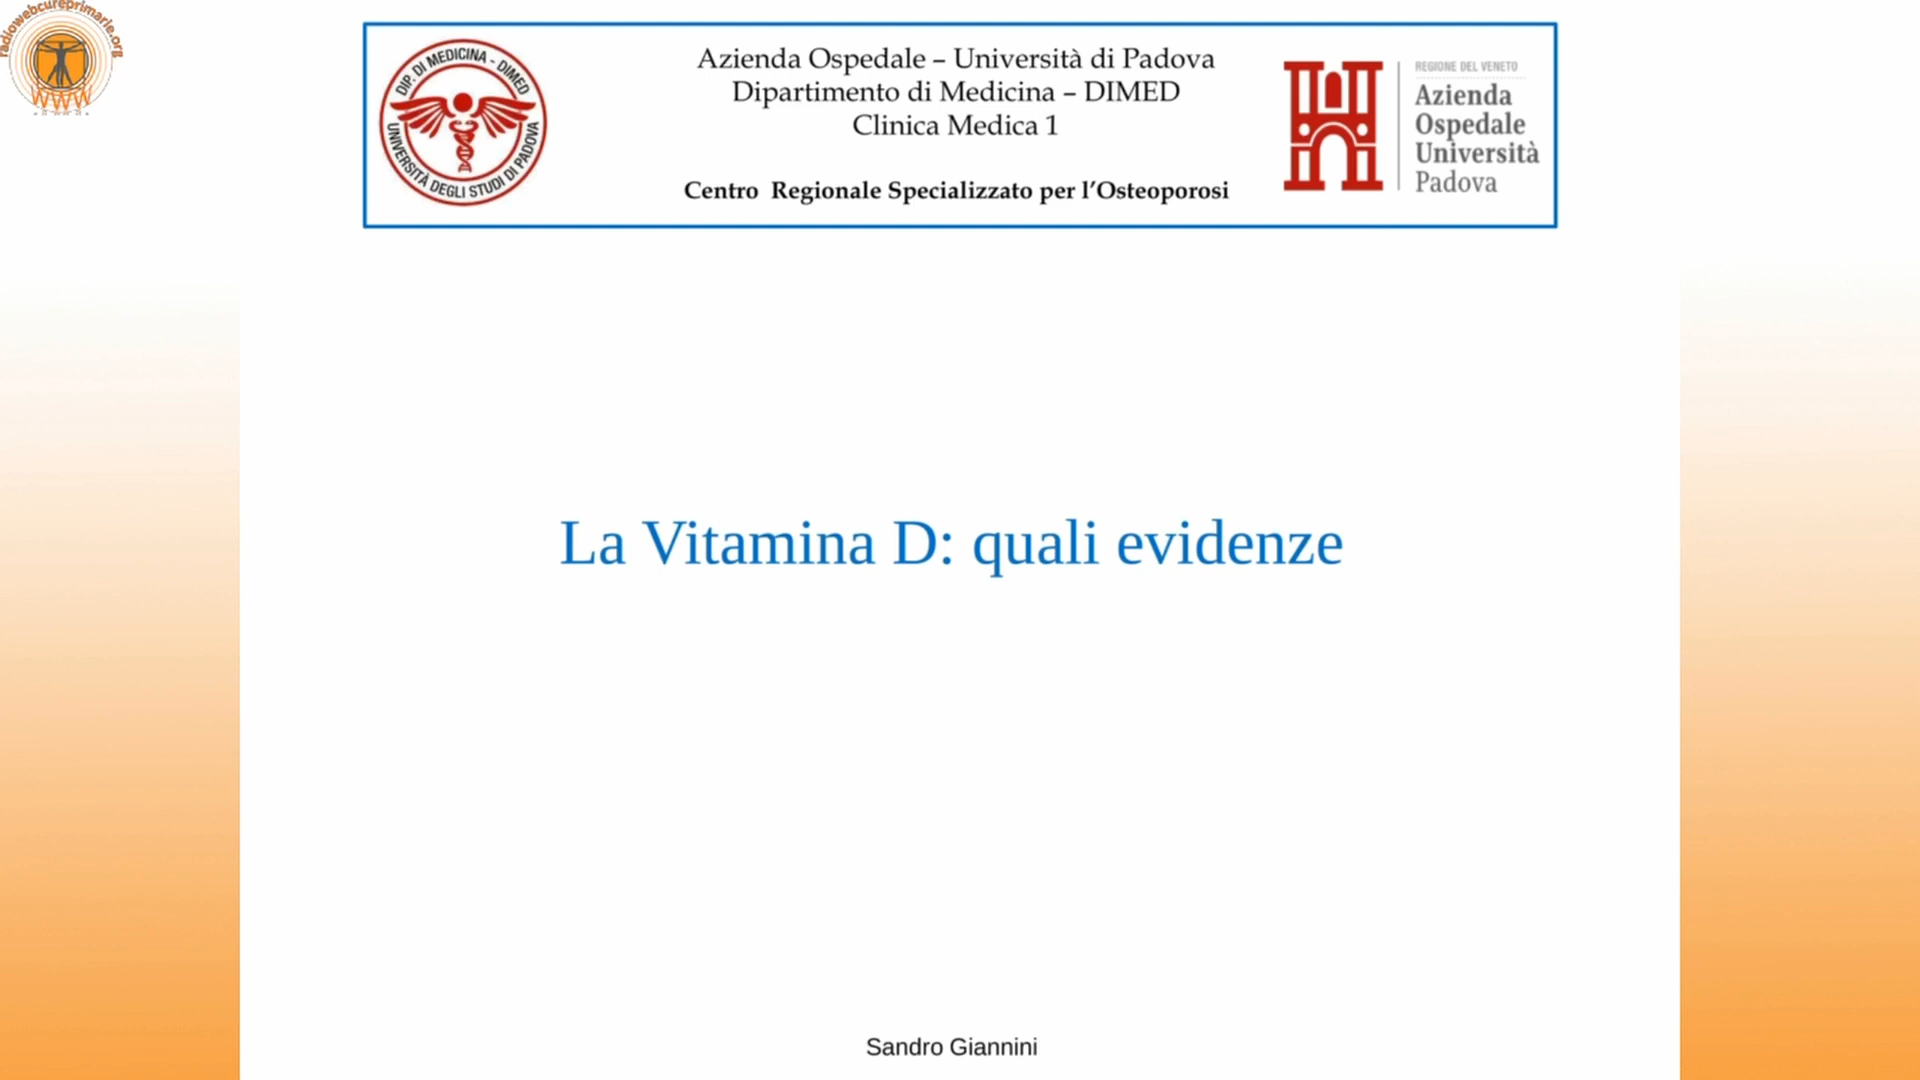 radiowebcureprimarie.org
WWW
DIP. DI MEDICINA - DIMED
UNIVERSITÀ DEGLI STUDI DI PADOVA
Azienda Ospedale – Università di Padova
Dipartimento di Medicina – DIMED
Clinica Medica 1
Centro Regionale Specializzato per l’Osteoporosi
REGIONE DEL VENETO
Azienda
Ospedale
Università
Padova
La Vitamina D: quali evidenze
Sandro Giannini